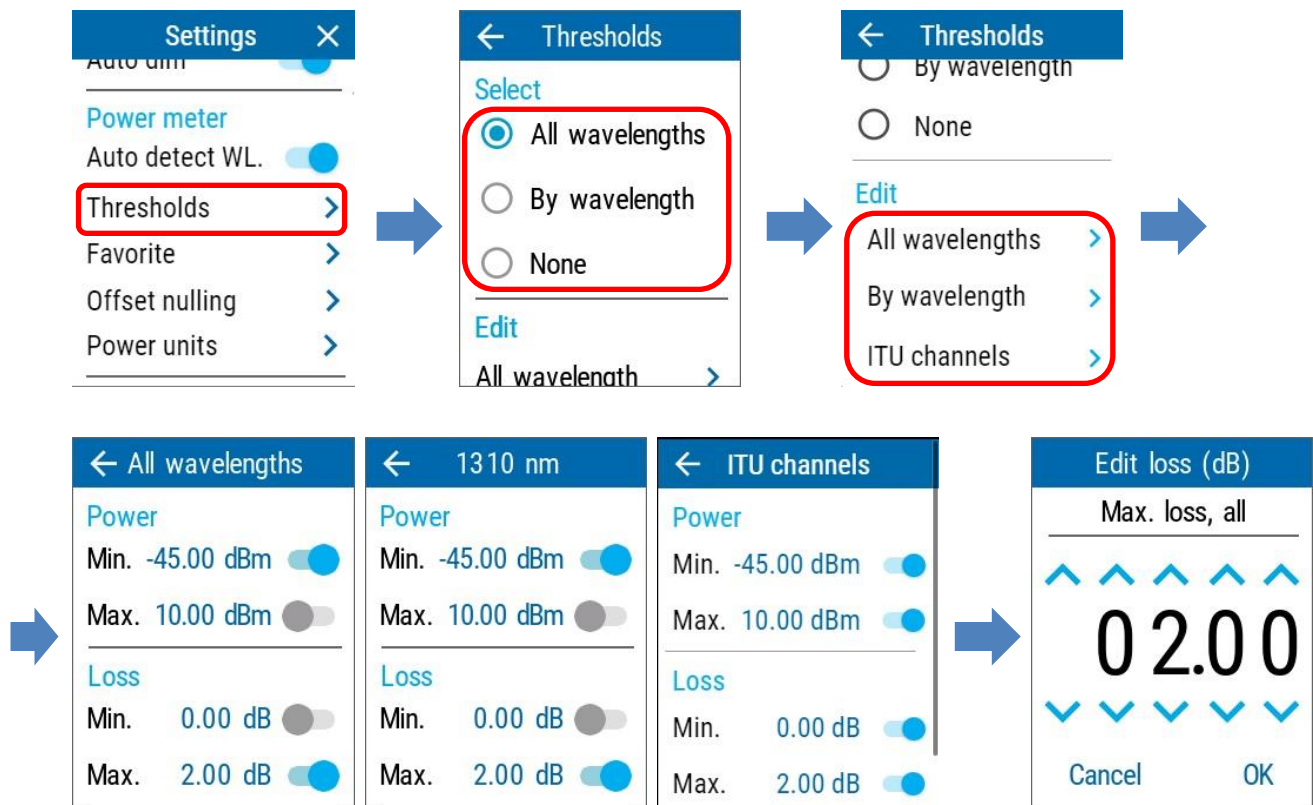 Settings
Auto dim
Power meter
Auto detect WL.
Thresholds
Favorite
Offset nulling
Power units
Thresholds
Select
All wavelengths
By wavelength
None
Edit
All wavelength
Thresholds
By wavelength
None
Edit
All wavelengths
By wavelength
ITU channels
All wavelengths
Power
Min. -45.00 dBm
Max. 10.00 dBm
Loss
Min. 0.00 dB
Max. 2.00 dB
1310 nm
Power
Min. -45.00 dBm
Max. 10.00 dBm
Loss
Min. 0.00 dB
Max. 2.00 dB
ITU channels
Power
Min. -45.00 dBm
Max. 10.00 dBm
Loss
Min. 0.00 dB
Max. 2.00 dB
Edit loss (dB)
Max. loss, all
02.00
Cancel OK